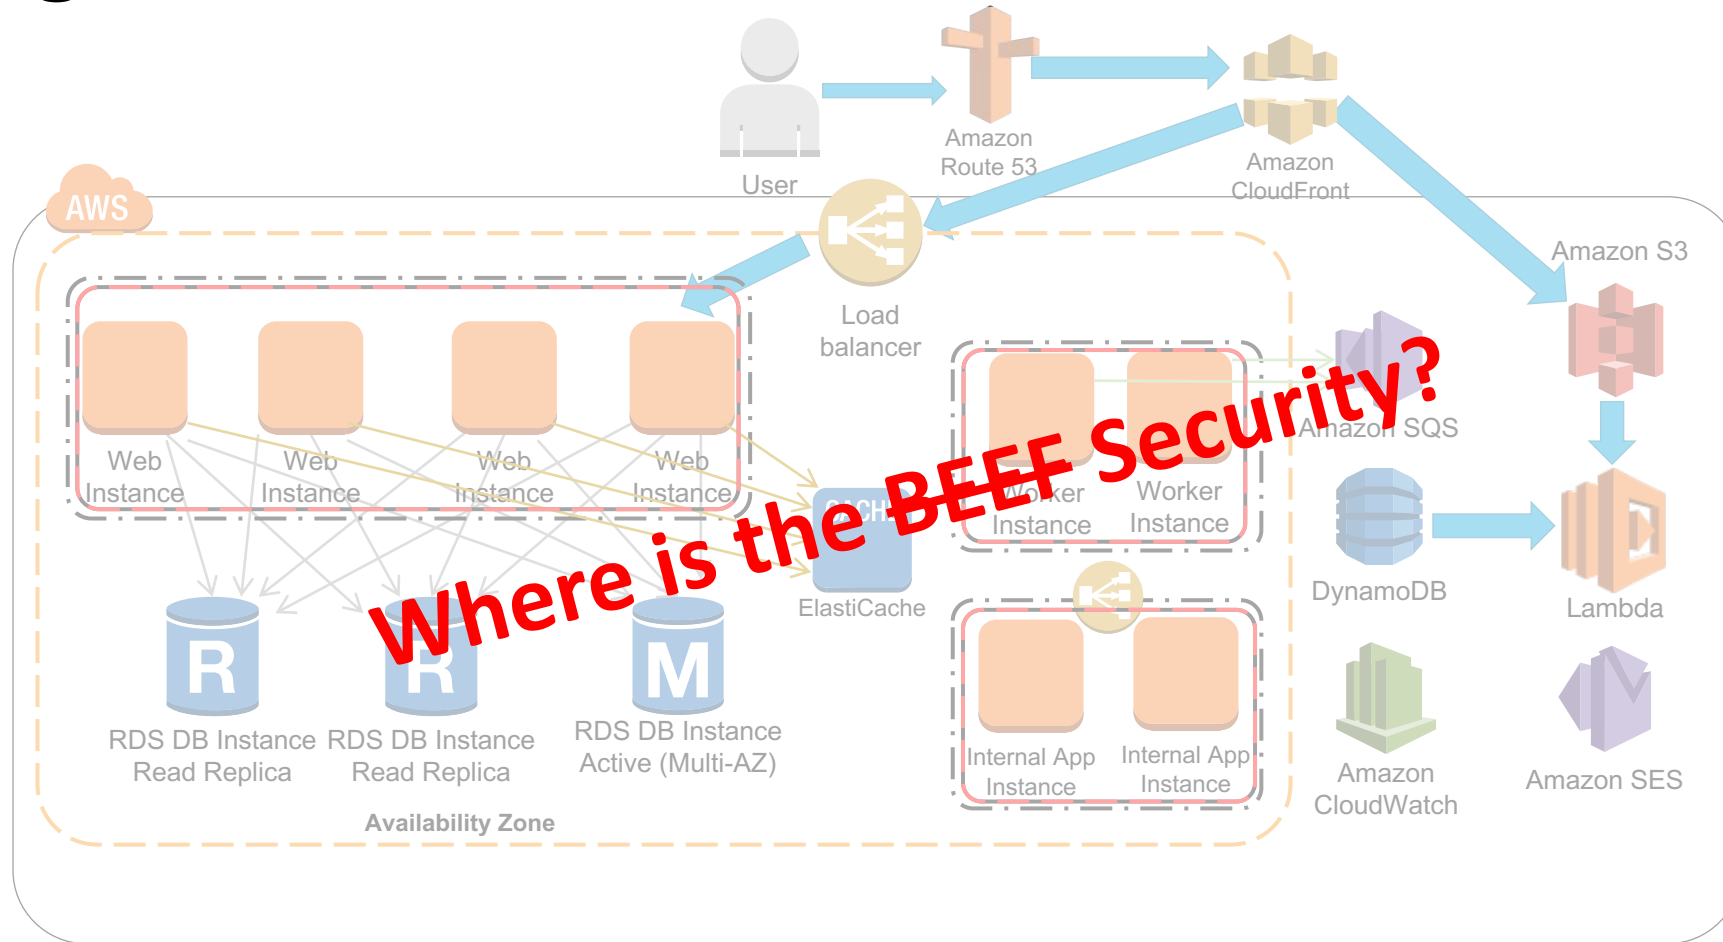 User
Amazon
Route 53
Amazon
CloudFront
AWS
Load
balancer
Amazon S3
Web
Instance
Web
Instance
Web
Instance
Web
Instance
CACHE
ElastiCache
Worker
Instance
Worker
Instance
Amazon SQS
DynamoDB
Lambda
Where is the BEEF Security?
R
R
M
RDS DB Instance
Read Replica
RDS DB Instance
Read Replica
RDS DB Instance
Active (Multi-AZ)
Internal App
Instance
Internal App
Instance
Amazon
CloudWatch
Amazon SES
Availability Zone